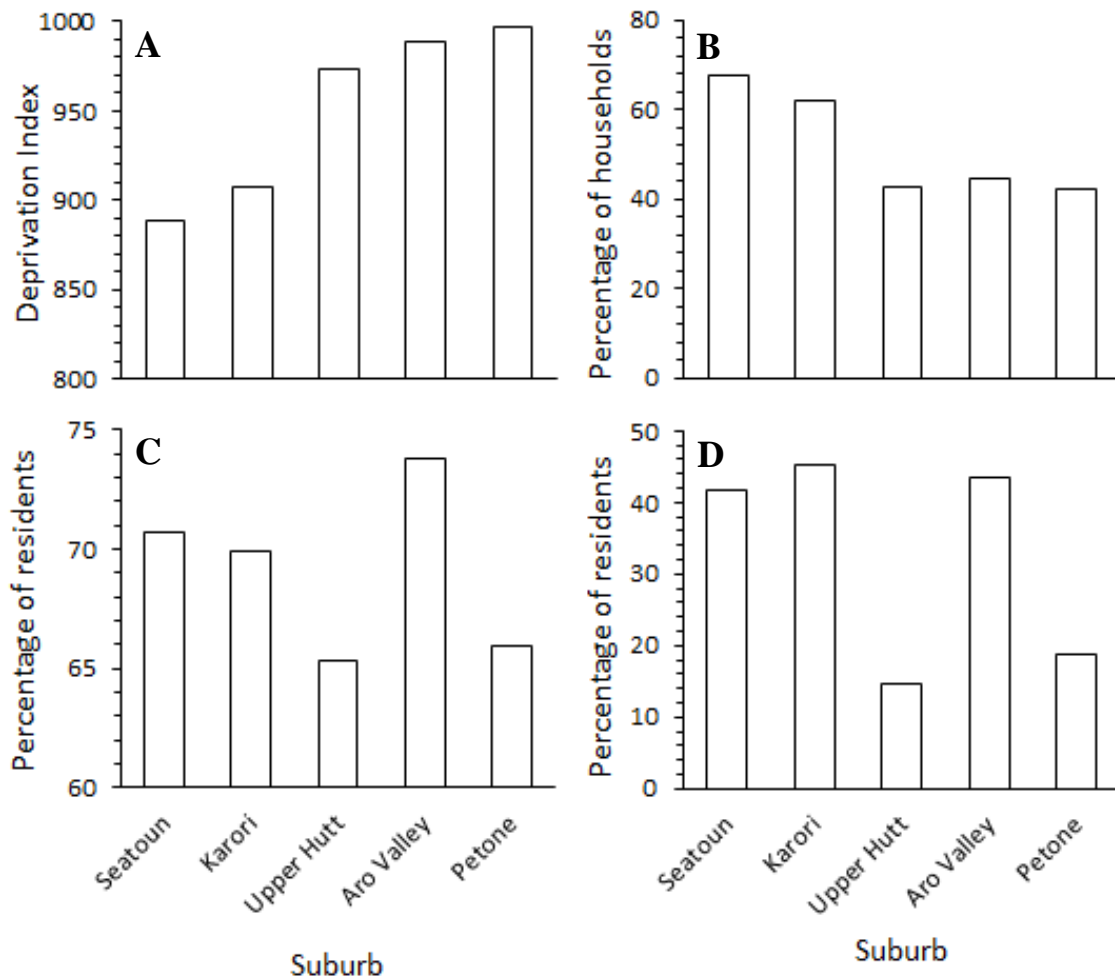 A
Deprivation Index
1000
950
900
850
800
B
Percentage of households
80
60
40
20
0
C
Percentage of residents
75
70
65
60
Seatoun
Karori
Upper Hutt
Aro Valley
Petone
Suburb
D
Percentage of residents
50
40
30
20
10
0
Seatoun
Karori
Upper Hutt
Aro Valley
Petone
Suburb